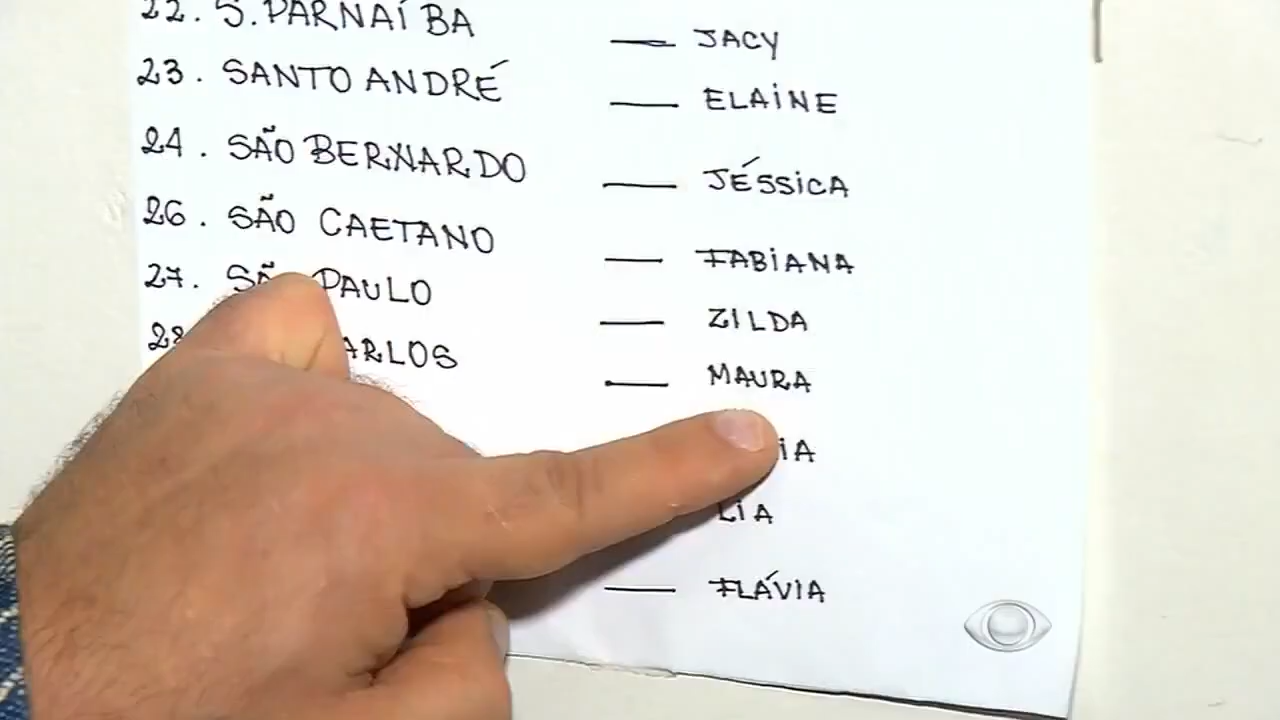 22. S. PARNAÍBA — JACY
23. SANTO ANDRÉ — ELAINE
24. SÃO BERNARDO — JÉSSICA
26. SÃO CAETANO — FABIANA
27. PAULO — ZILDA
— MAURA
LIA
— FLÁVIA